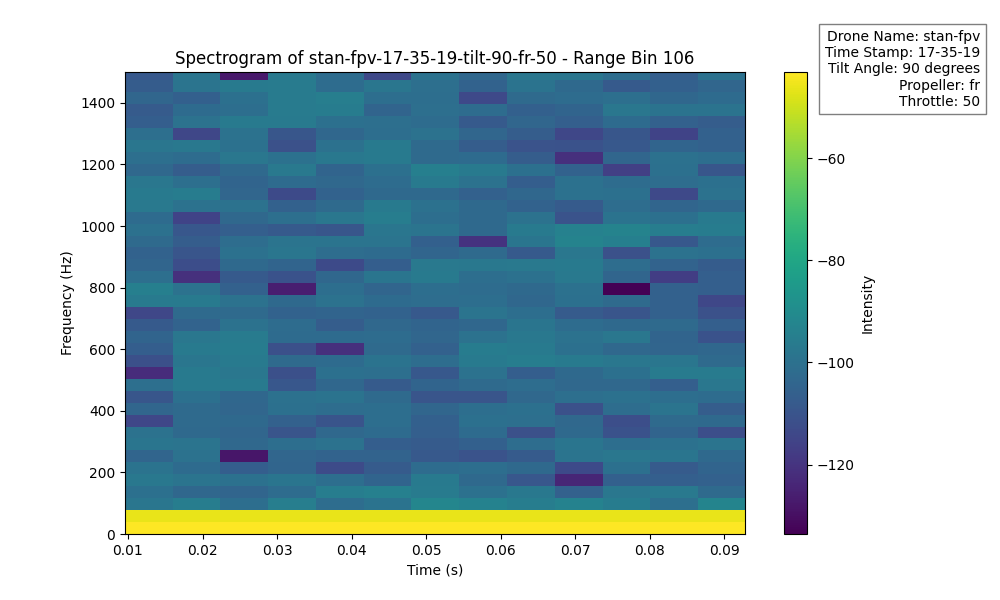 Spectrogram of stan-fpv-17-35-19-tilt-90-fr-50 - Range Bin 106
Drone Name: stan-fpv
Time Stamp: 17-35-19
Tilt Angle: 90 degrees
Propeller: fr
Throttle: 50
Frequency (Hz)
1400
1200
1000
800
600
400
200
0
0.01 0.02 0.03 0.04 0.05 0.06 0.07 0.08 0.09
Time (s)
−60
−80
−100
−120
Intensity